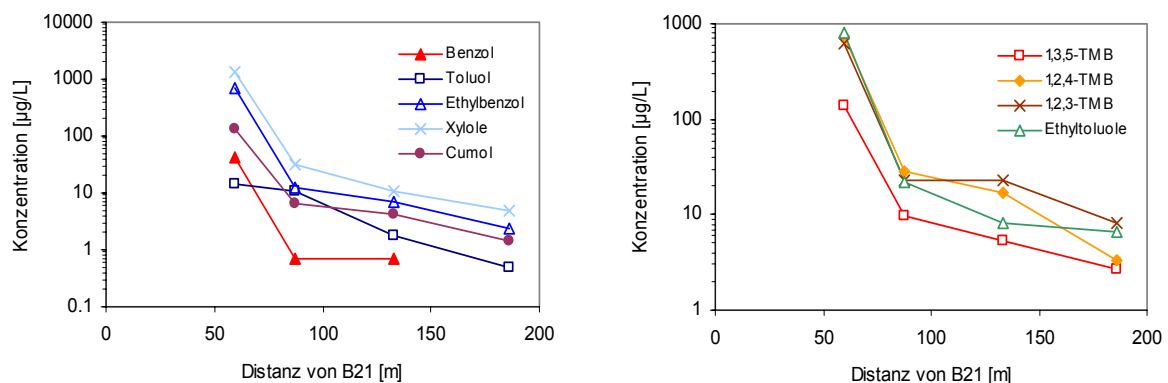 10000
1000
100
10
1
0.1
Konzentration [µg/L]
0
50
100
150
200
Distanz von B21 [m]
Benzol
Toluol
Ethylbenzol
Xylole
Cumol
1000
100
10
1
Konzentration [µg/L]
0
50
100
150
200
Distanz von B21 [m]
1,3,5-TMB
1,2,4-TMB
1,2,3-TMB
Ethyltoluole